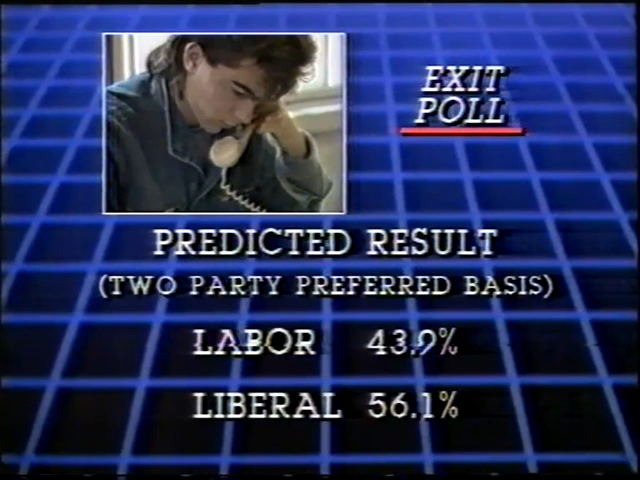 EXIT
POLL
PREDICTED RESULT
(TWO PARTY PREFERRED BASIS)
LABOR 43.9%
LIBERAL 56.1%